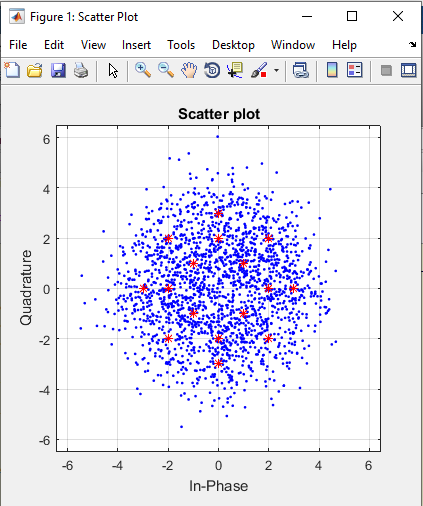 Figure 1: Scatter Plot
File Edit View Insert Tools Desktop Window Help
Scatter plot
6
4
2
0
-2
-4
-6
Quadrature
-6 -4 -2 0 2 4 6
In-Phase